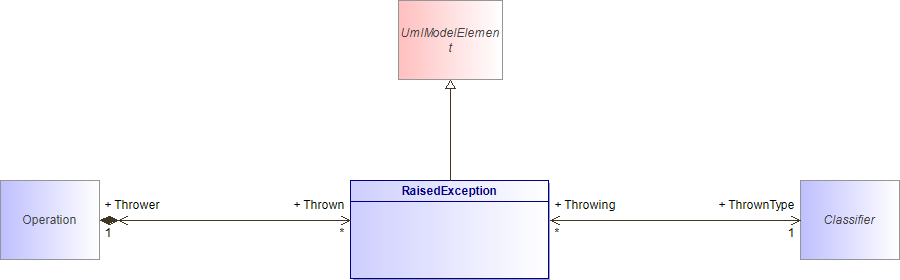 UmlModelElemen
t
RaisedException
Operation
+ Thrower
1
+ Thrown
*
+ Throwing
*
+ ThrownType
1
Classifier